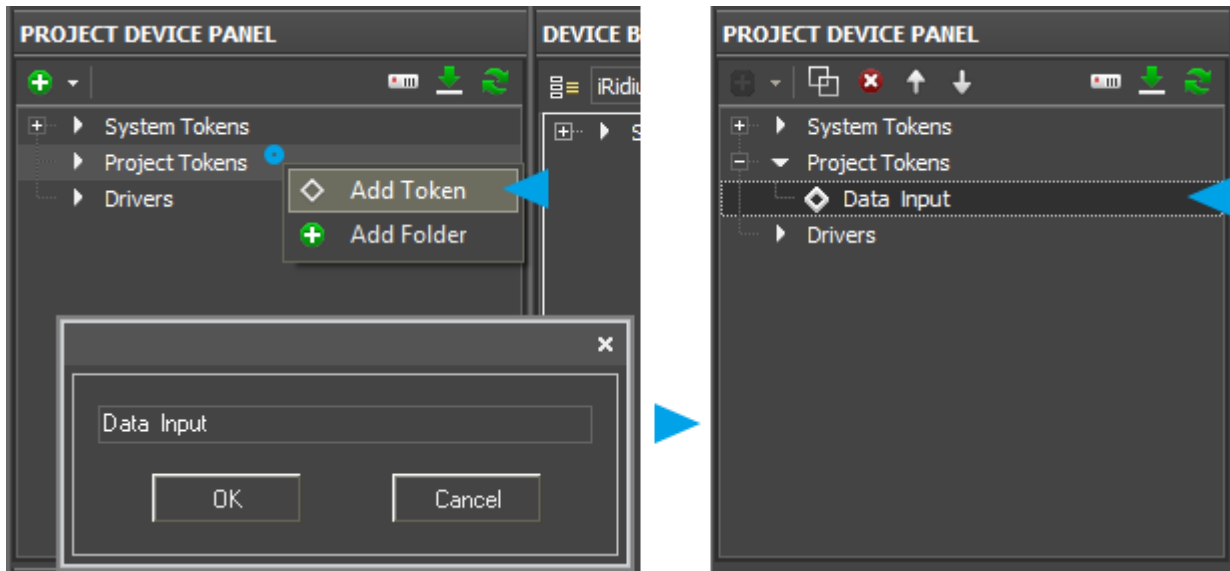 PROJECT DEVICE PANEL
DEVICE B
iRidiu
System Tokens
Project Tokens
Drivers
S
Add Token
Add Folder
Data Input
OK
Cancel
PROJECT DEVICE PANEL
System Tokens
Project Tokens
Data Input
Drivers